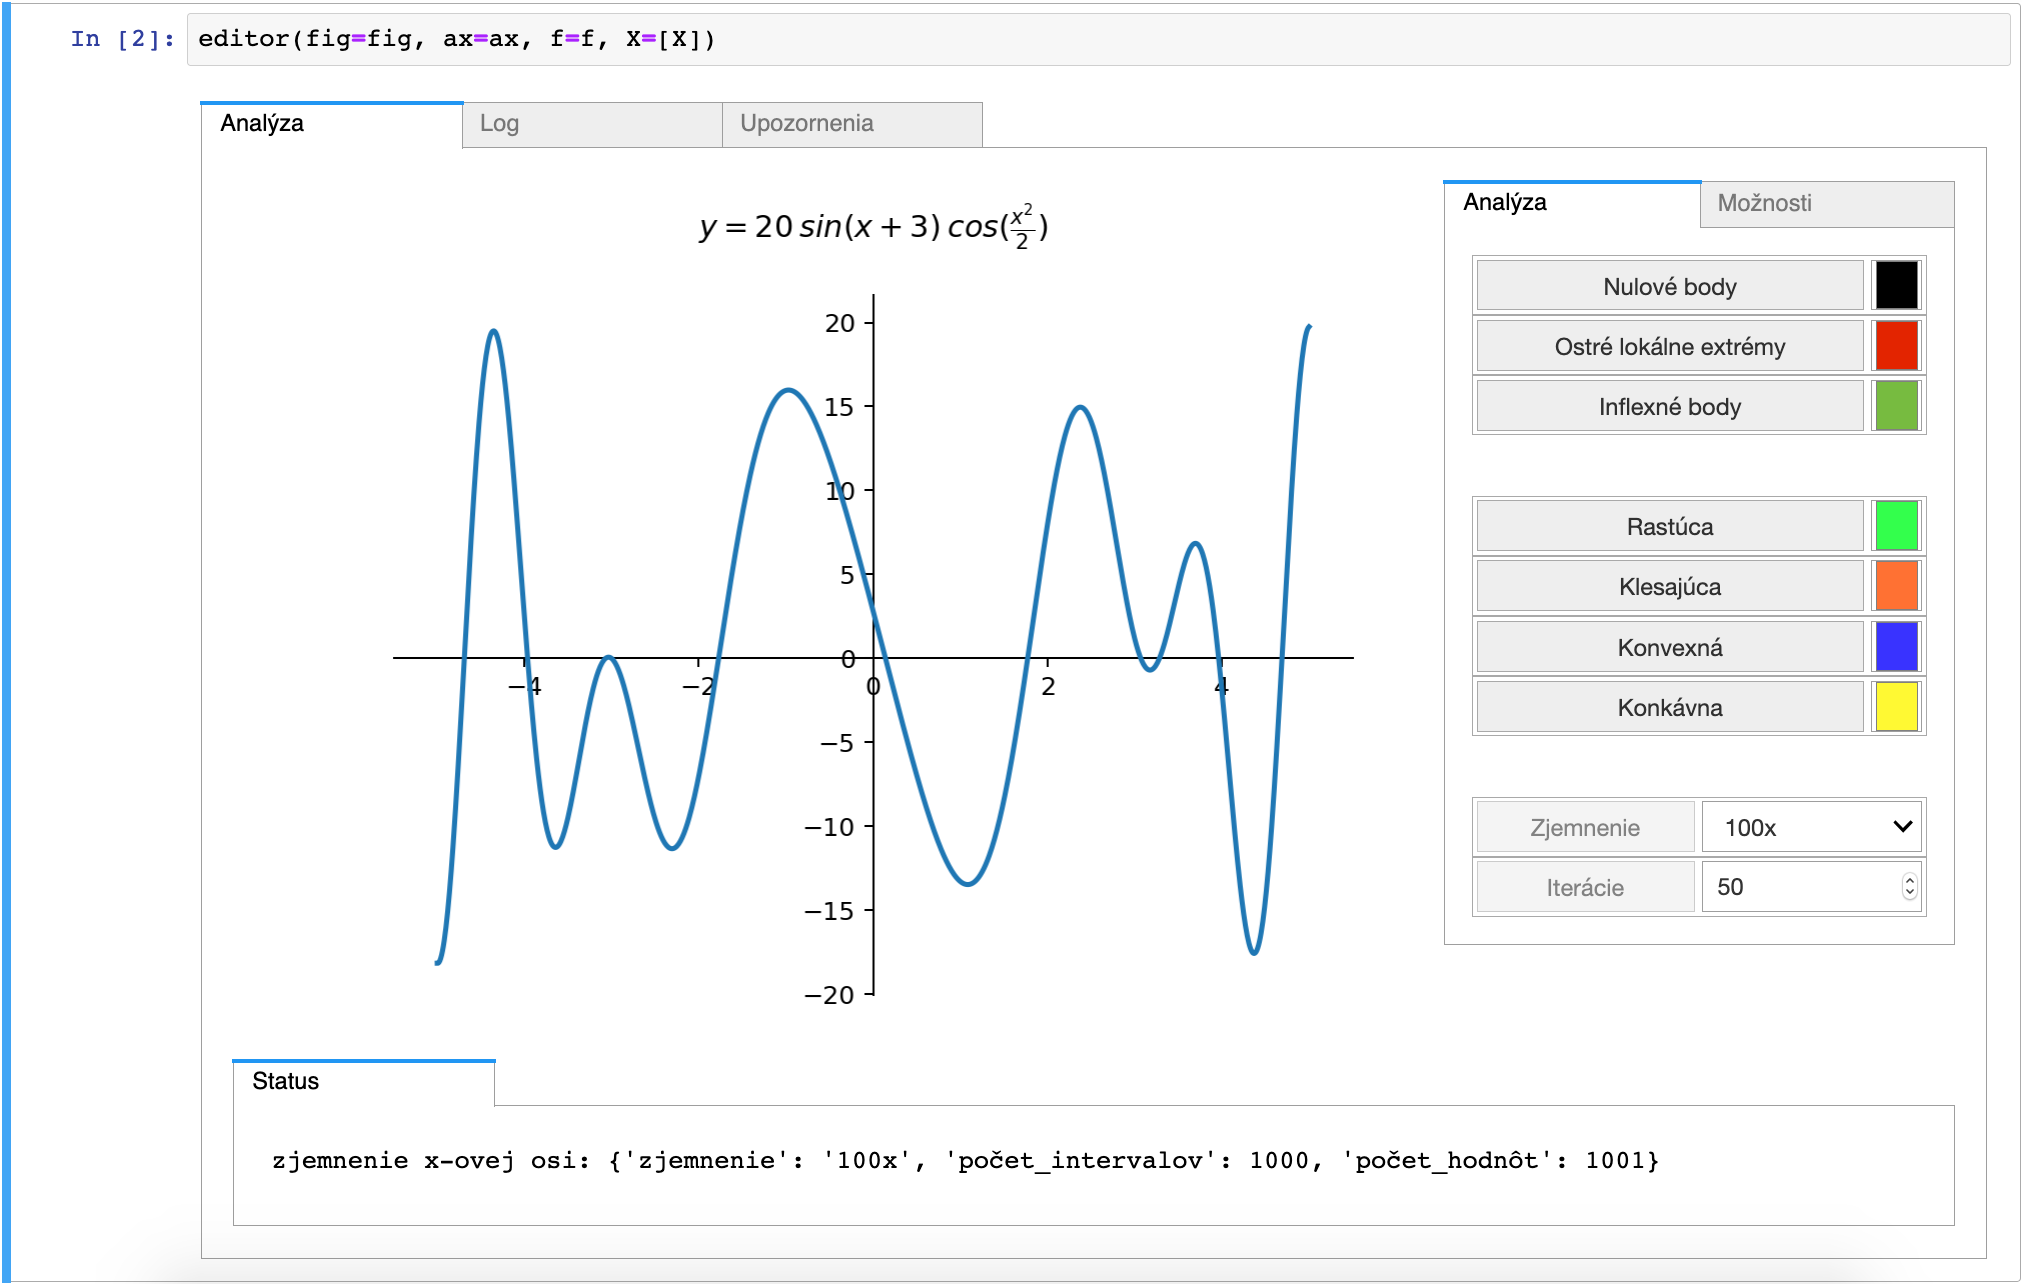 In [2]: editor(fig=fig, ax=ax, f=f, X=[X])
Analýza Log Upozornenia
y = 20 sin(x + 3) cos(x²/2)
20
15
10
5
0
−4 −2 0 2 4
−5
−10
−15
−20
Analýza Možnosti
Nulové body
Ostré lokálne extrémy
Inflexné body
Rastúca
Klesajúca
Konvexná
Konkávna
Zjemnenie 100x
Iterácie 50
Status
zjemnenie x-ovej osi: {'zjemnenie': '100x', 'počet_intervalov': 1000, 'počet_hodnôt': 1001}